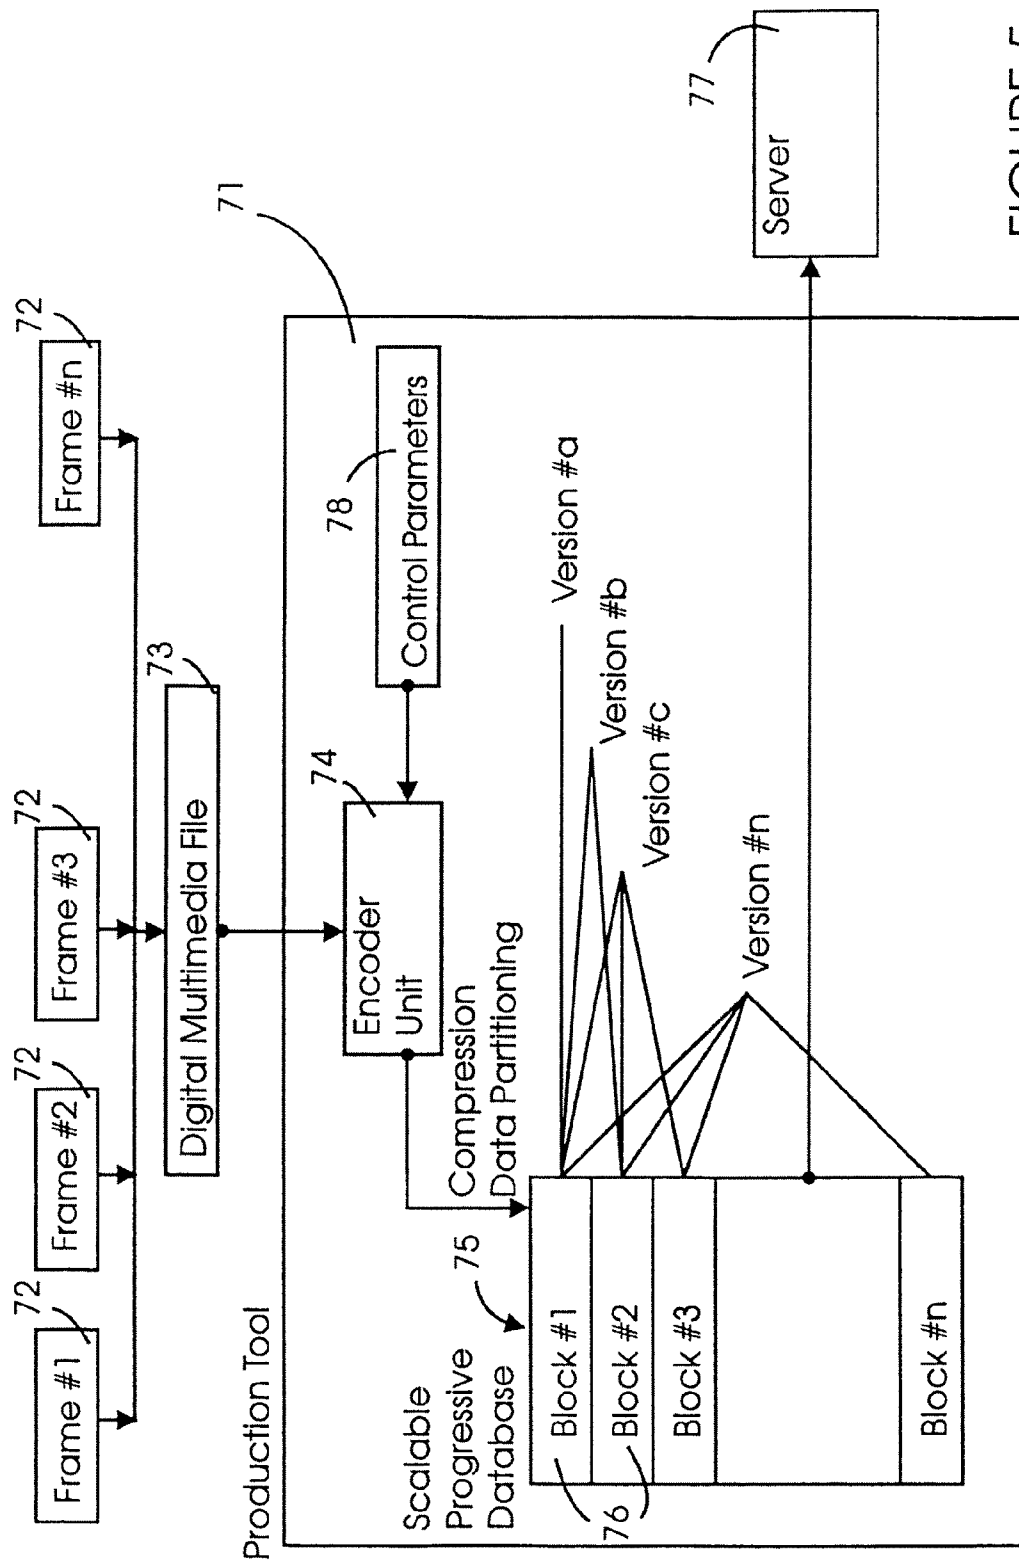 Frame #1
72
Frame #2
72
Frame #3
72
Frame #n
72
Digital Multimedia File
73
Production Tool
71
Encoder
Unit
74
Control Parameters
78
Compression
Data Partitioning
Scalable
Progressive
Database
75
Block #1
Block #2
Block #3
Block #n
76
Version #a
Version #b
Version #c
Version #n
Server
77